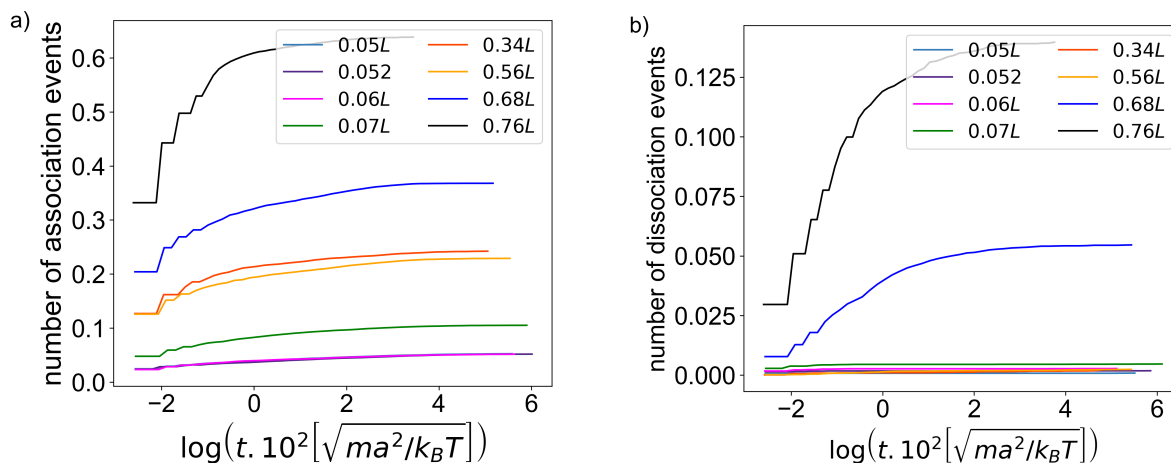 a)
number of association events
0.6
0.5
0.4
0.3
0.2
0.1
0.0
−2 0 2 4 6
log(t. 10²[√ma²/k_BT])
0.05L 0.34L
0.052 0.56L
0.06L 0.68L
0.07L 0.76L
b)
number of dissociation events
0.125
0.100
0.075
0.050
0.025
0.000
−2 0 2 4 6
log(t. 10²[√ma²/k_BT])
0.05L 0.34L
0.052 0.56L
0.06L 0.68L
0.07L 0.76L